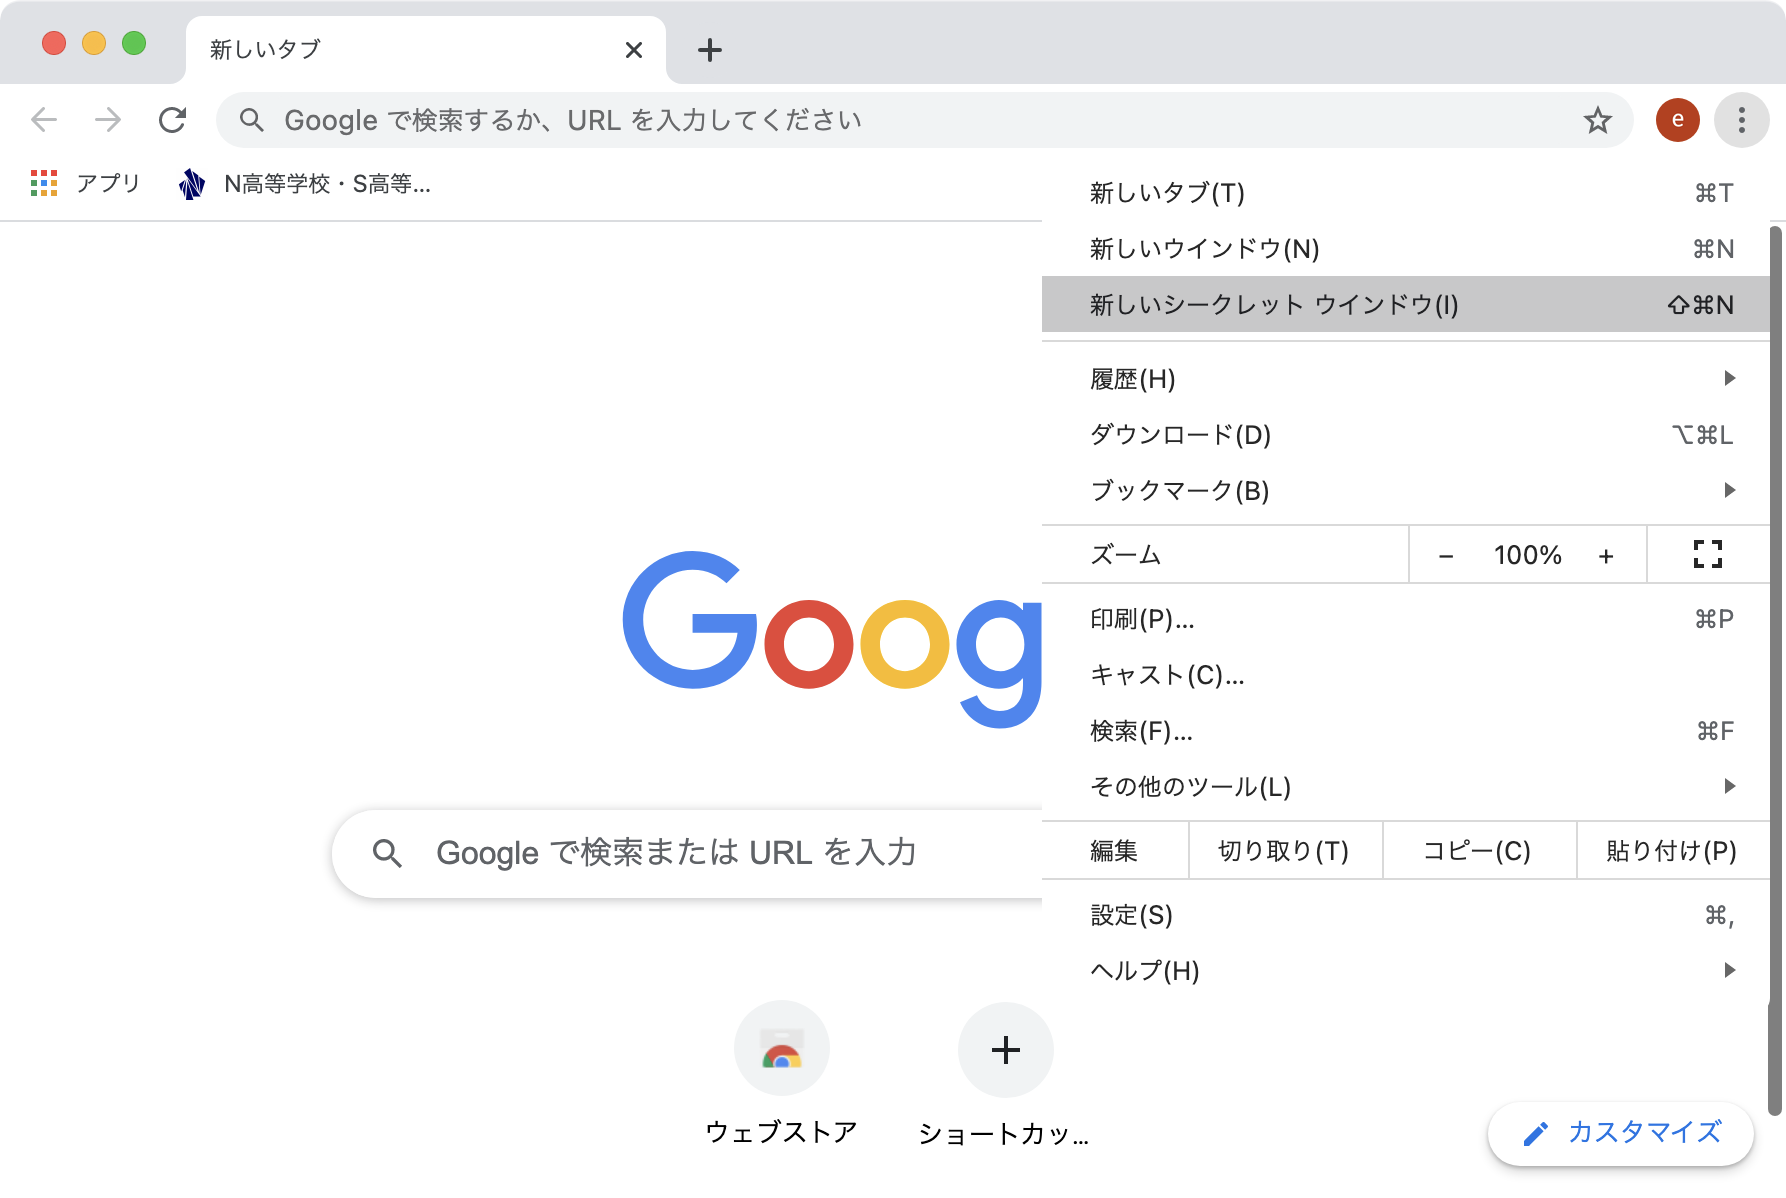 新しいタブ
Google で検索するか、URL を入力してください
e
アプリ
N高等学校・S高等...
新しいタブ(T) ⌘T
新しいウインドウ(N) ⌘N
新しいシークレット ウインドウ(I) ⇧⌘N
履歴(H)
ダウンロード(D) ⌥⌘L
ブックマーク(B)
ズーム − 100% +
印刷(P)... ⌘P
キャスト(C)...
検索(F)... ⌘F
その他のツール(L)
編集 切り取り(T) コピー(C) 貼り付け(P)
設定(S) ⌘,
ヘルプ(H)
Goog
Google で検索または URL を入力
ウェブストア
ショートカッ...
カスタマイズ